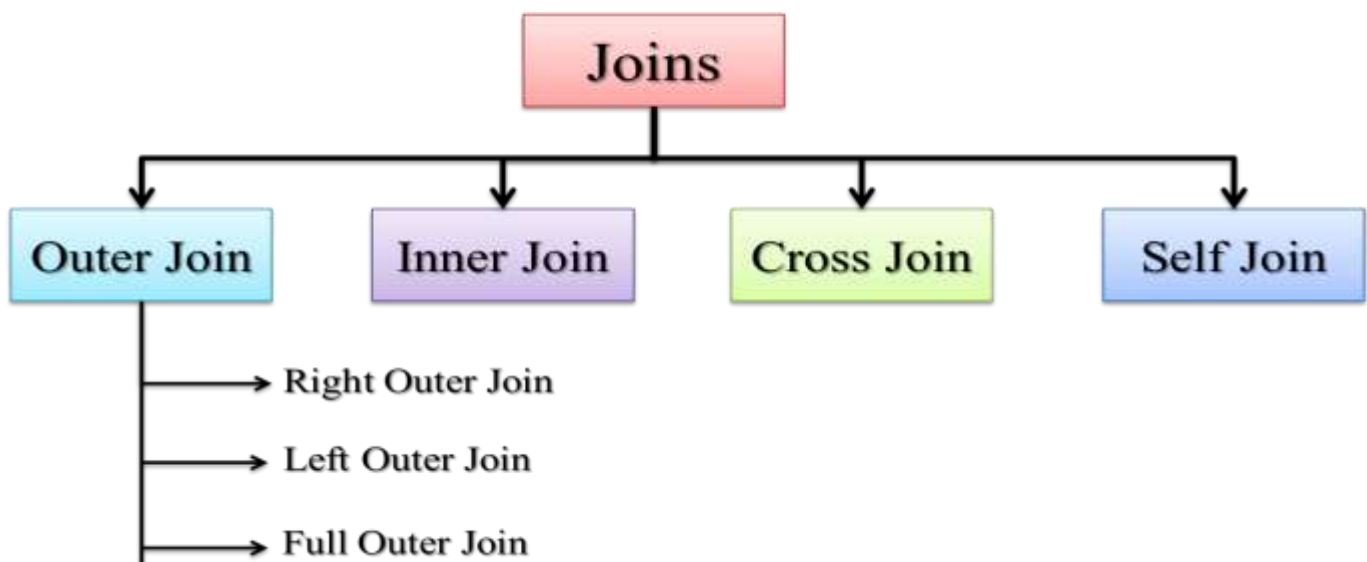 Joins
Outer Join
Inner Join
Cross Join
Self Join
Right Outer Join
Left Outer Join
Full Outer Join